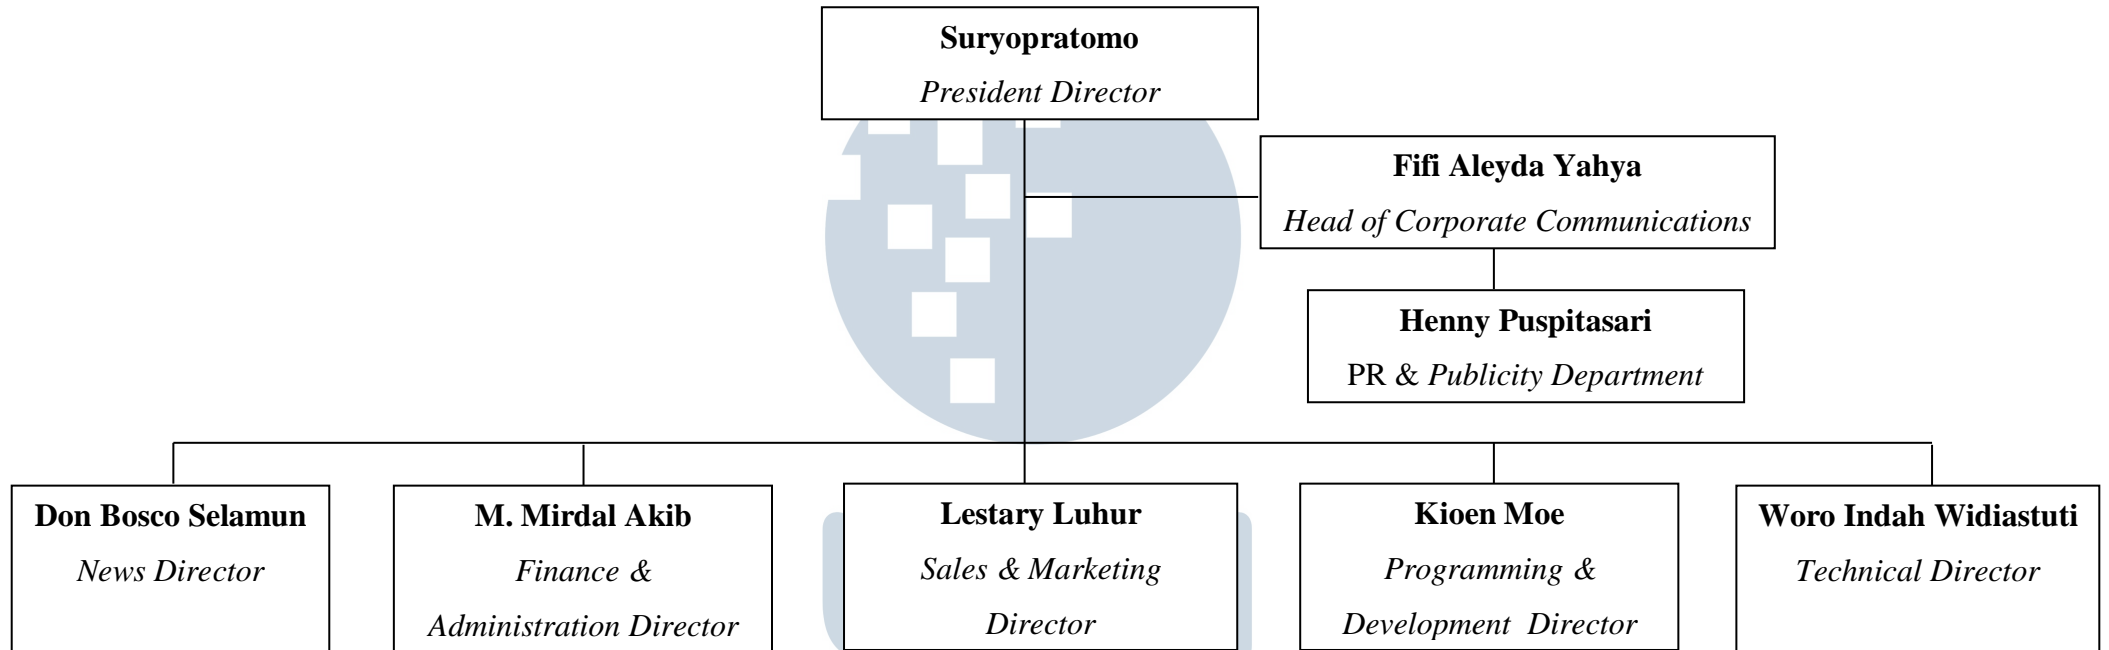 Suryopratomo
President Director
Fifi Aleyda Yahya
Head of Corporate Communications
Henny Puspitasari
PR & Publicity Department
Don Bosco Selamun
News Director
M. Mirdal Akib
Finance &
Administration Director
Lestary Luhur
Sales & Marketing
Director
Kioen Moe
Programming &
Development Director
Woro Indah Widiastuti
Technical Director